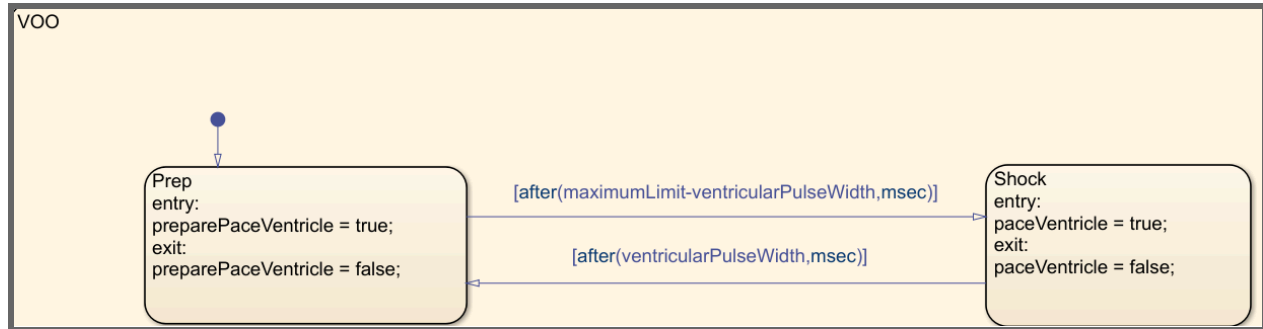 VOO
Prep
entry:
preparePaceVentricle = true;
exit:
preparePaceVentricle = false;
[after(maximumLimit-ventricularPulseWidth,msec)]
[after(ventricularPulseWidth,msec)]
Shock
entry:
paceVentricle = true;
exit:
paceVentricle = false;